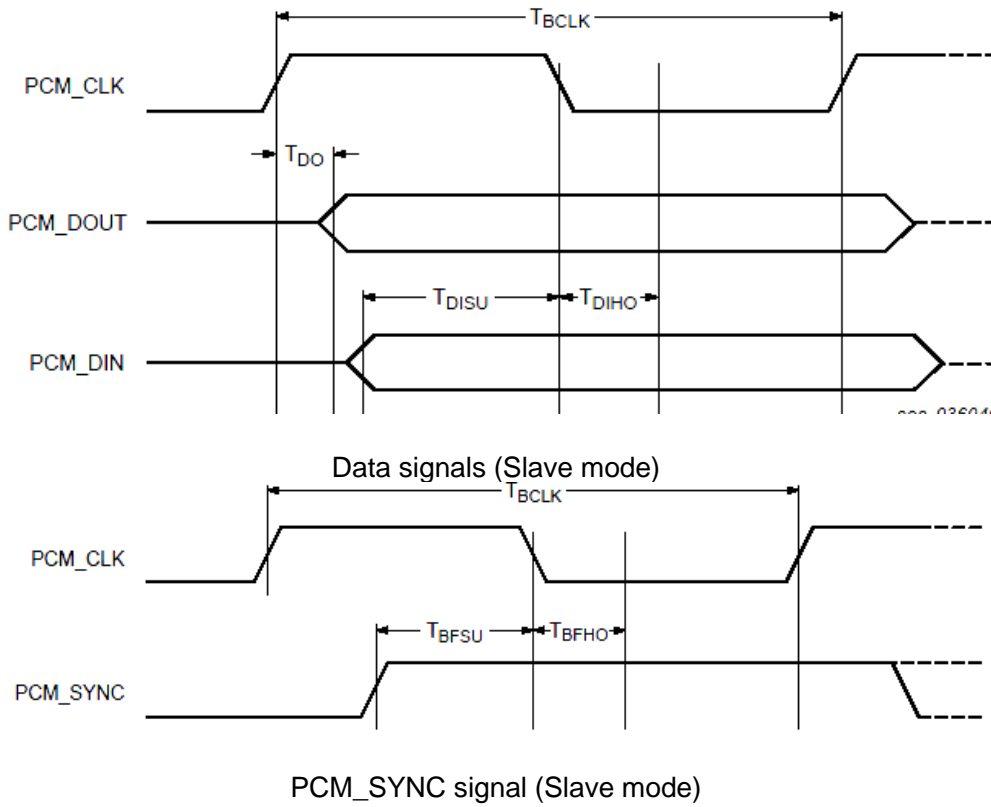 TBCLK
PCM_CLK
TDO
PCM_DOUT
TDISU TDIHO
PCM_DIN
Data signals (Slave mode)
TBCLK
PCM_CLK
TBFSU TBFHO
PCM_SYNC
PCM_SYNC signal (Slave mode)